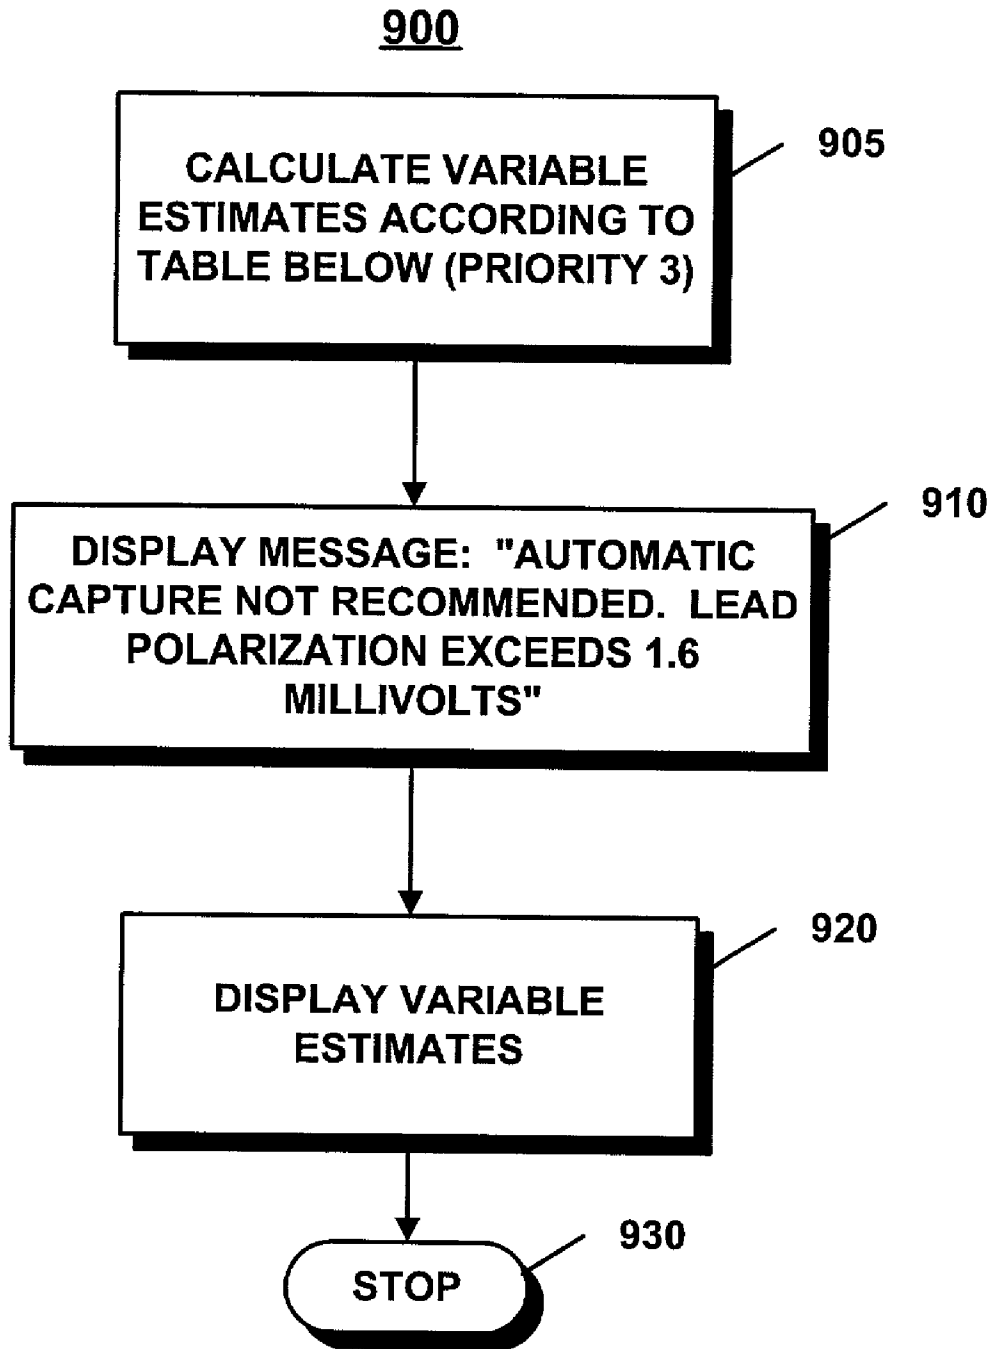 900
CALCULATE VARIABLE
ESTIMATES ACCORDING TO
TABLE BELOW (PRIORITY 3)
905
DISPLAY MESSAGE: "AUTOMATIC
CAPTURE NOT RECOMMENDED. LEAD
POLARIZATION EXCEEDS 1.6
MILLIVOLTS"
910
DISPLAY VARIABLE
ESTIMATES
920
STOP
930